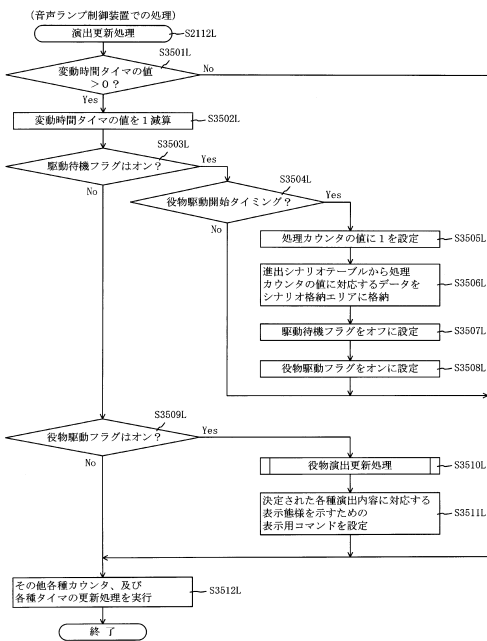 (音声ランプ制御装置での処理)
演出更新処理
S2112L
S3501L
変動時間タイマの値
>0?
No
Yes
変動時間タイマの値を1減算
S3502L
S3503L
駆動待機フラグはオン?
Yes
No
S3504L
役物駆動開始タイミング?
Yes
No
処理カウンタの値に1を設定
S3505L
進出シナリオテーブルから処理
カウンタの値に対応するデータを
シナリオ格納エリアに格納
S3506L
駆動待機フラグをオフに設定
S3507L
役物駆動フラグをオンに設定
S3508L
S3509L
役物駆動フラグはオン?
Yes
No
役物演出更新処理
S3510L
決定された各種演出内容に対応する
表示態様を示すための
表示用コマンドを設定
S3511L
その他各種カウンタ、及び
各種タイマの更新処理を実行
S3512L
終了